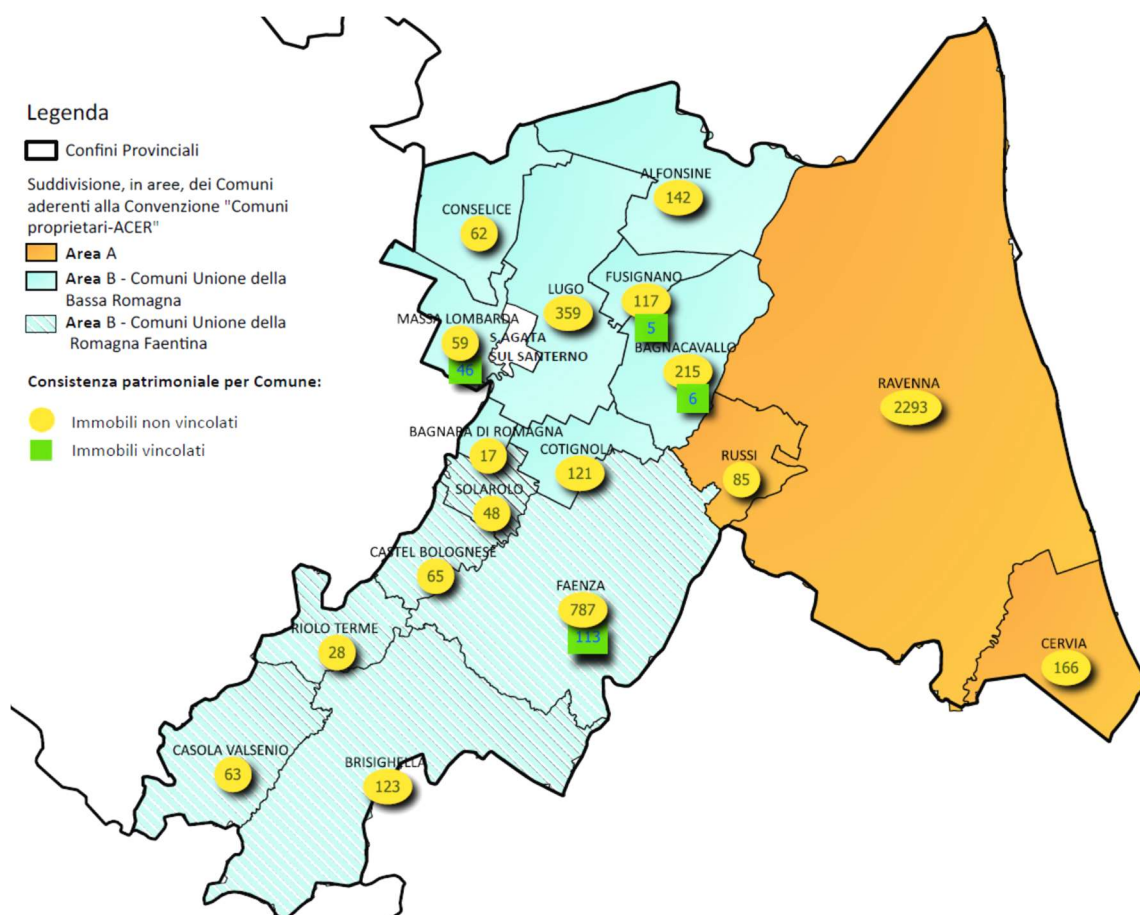 Legenda
Confini Provinciali
Suddivisione, in aree, dei Comuni
aderenti alla Convenzione "Comuni
proprietari-ACER"
Area A
Area B - Comuni Unione della
Bassa Romagna
Area B - Comuni Unione della
Romagna Faentina
Consistenza patrimoniale per Comune:
Immobili non vincolati
Immobili vincolati
ALFONSINE
142
CONSELICE
62
FUSIGNANO
117
5
LUGO
359
MASSA LOMBARDA
59
46
S.AGATA
SUL SANTERNO
BAGNACAVALLO
215
6
RAVENNA
2293
BAGNARA DI ROMAGNA
17
COTIGNOLA
121
RUSSI
85
SOLAROLO
48
CASTEL BOLOGNESE
65
FAENZA
787
113
RIOLO TERME
28
CERVIA
166
CASOLA VALSENIO
63
BRISIGHELLA
123